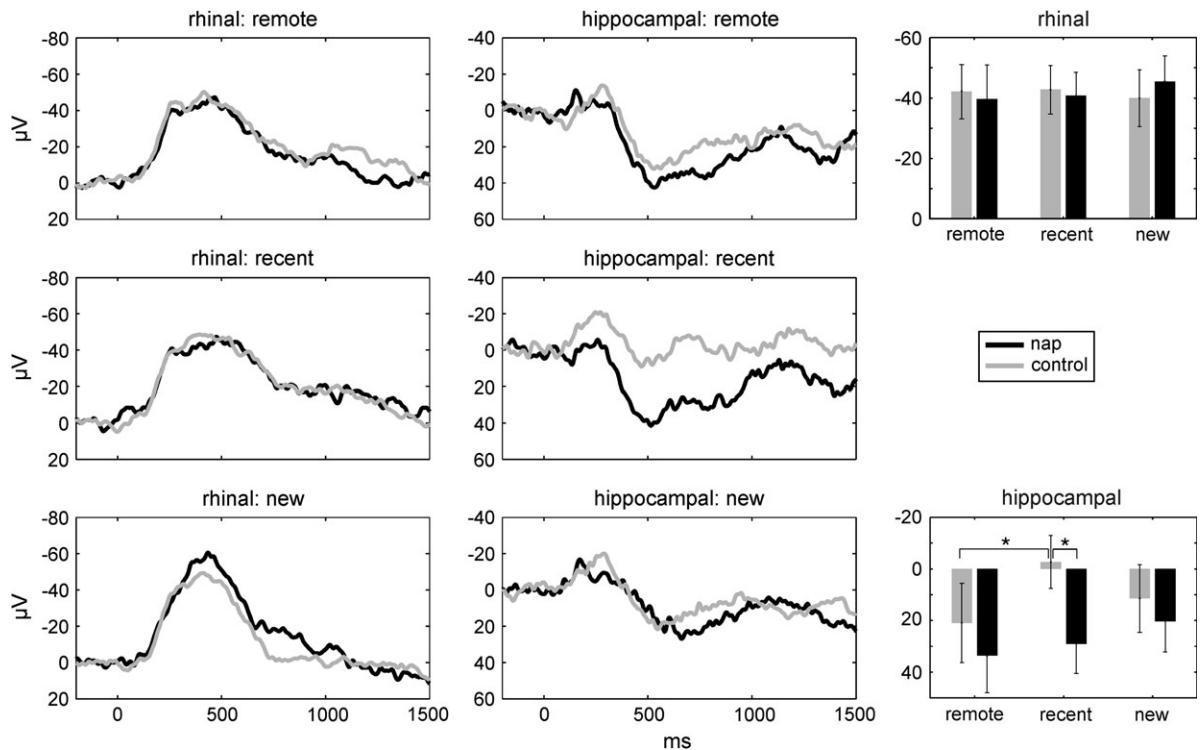 rhinal: remote
hippocampal: remote
rhinal
-80
-60
-40
-20
0
20
µV
-40
-20
0
20
40
60
-60
-40
-20
0
remote recent new
rhinal: recent
hippocampal: recent
-80
-60
-40
-20
0
20
µV
-40
-20
0
20
40
60
nap
control
rhinal: new
hippocampal: new
hippocampal
-80
-60
-40
-20
0
20
µV
0 500 1000 1500
-40
-20
0
20
40
60
0 500 1000 1500
ms
-20
0
20
40
* *
remote recent new